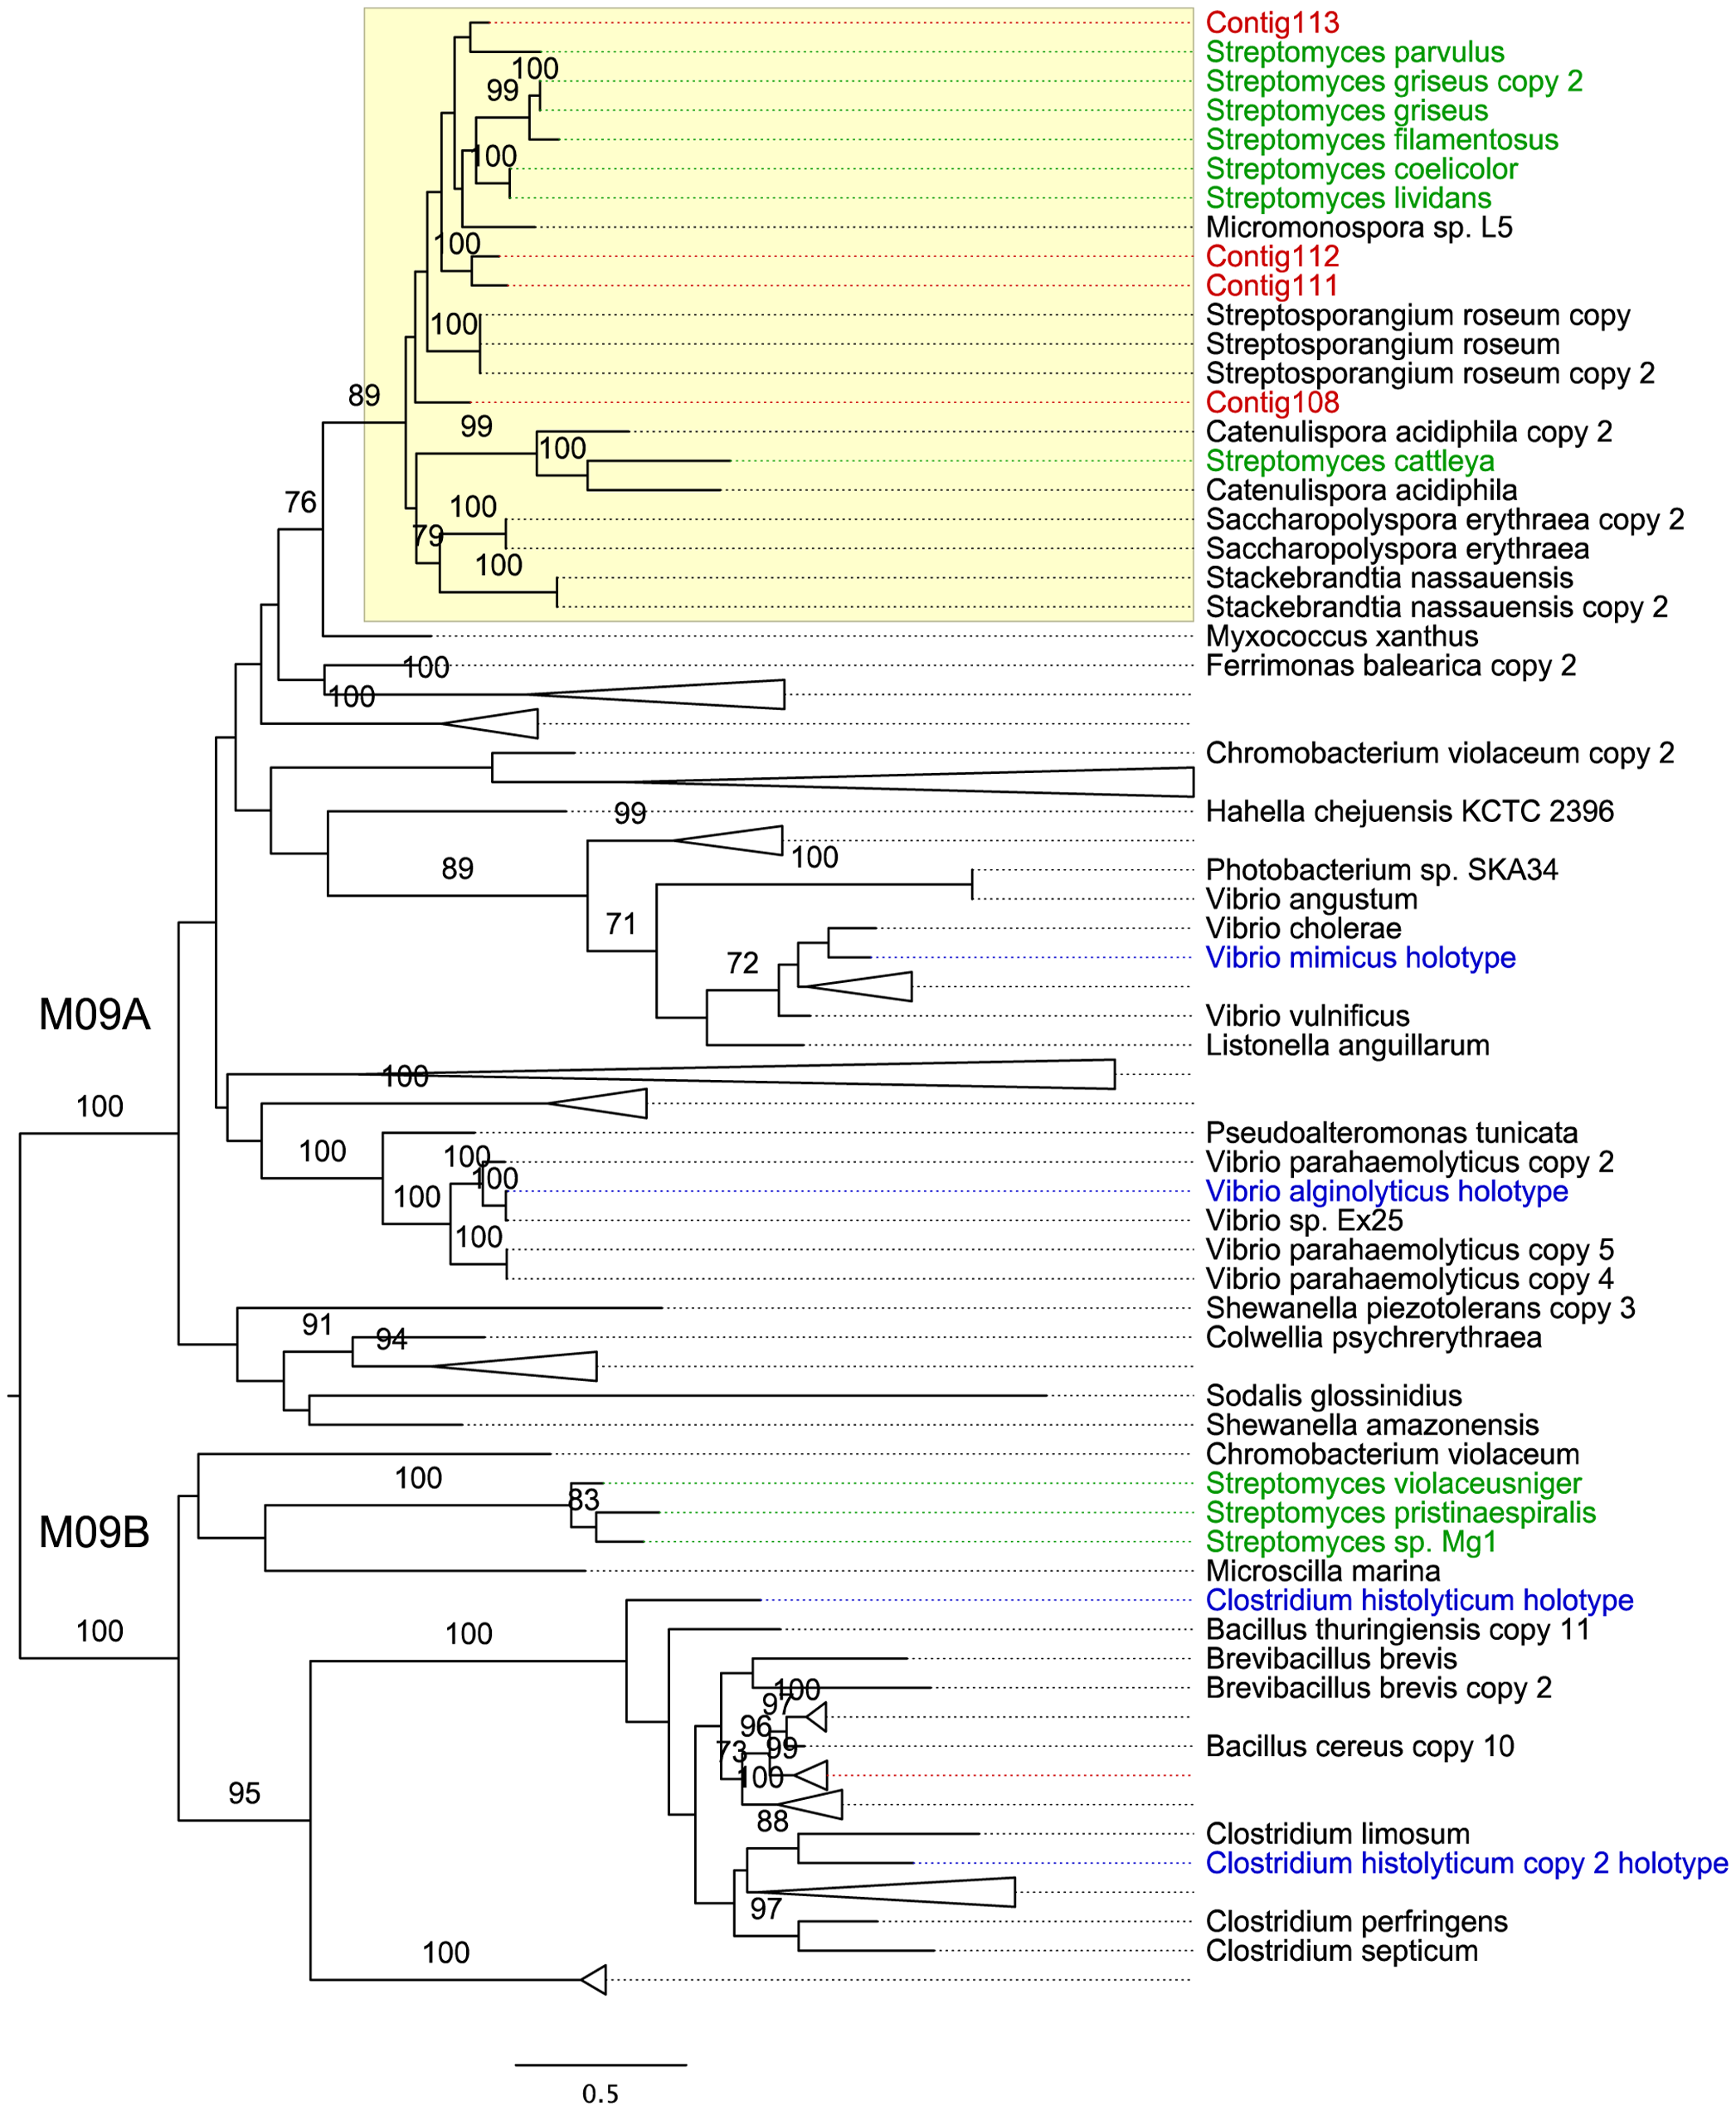 Contig113
Streptomyces parvulus
100
Streptomyces griseus copy 2
99
Streptomyces griseus
Streptomyces filamentosus
100
Streptomyces coelicolor
Streptomyces lividans
Micromonospora sp. L5
100
Contig112
Contig111
Streptosporangium roseum copy
100
Streptosporangium roseum
Streptosporangium roseum copy 2
89
Contig108
99
Catenulispora acidiphila copy 2
100
Streptomyces cattleya
Catenulispora acidiphila
76
100
Saccharopolyspora erythraea copy 2
79
Saccharopolyspora erythraea
100
Stackebrandtia nassauensis
Stackebrandtia nassauensis copy 2
Myxococcus xanthus
100
Ferrimonas balearica copy 2
100
Chromobacterium violaceum copy 2
Hahella chejuensis KCTC 2396
99
89
100
Photobacterium sp. SKA34
Vibrio angustum
71
Vibrio cholerae
72
Vibrio mimicus holotype
M09A
Vibrio vulnificus
Listonella anguillarum
100
100
Pseudoalteromonas tunicata
100
100
Vibrio parahaemolyticus copy 2
100
100
Vibrio alginolyticus holotype
Vibrio sp. Ex25
100
Vibrio parahaemolyticus copy 5
Vibrio parahaemolyticus copy 4
Shewanella piezotolerans copy 3
91
94
Colwellia psychrerythraea
Sodalis glossinidius
Shewanella amazonensis
Chromobacterium violaceum
100
Streptomyces violaceusniger
83
Streptomyces pristinaespiralis
M09B
Streptomyces sp. Mg1
Microscilla marina
Clostridium histolyticum holotype
100
100
Bacillus thuringiensis copy 11
Brevibacillus brevis
100
Brevibacillus brevis copy 2
97
96
73
99
Bacillus cereus copy 10
100
95
88
Clostridium limosum
Clostridium histolyticum copy 2 holotype
97
Clostridium perfringens
100
Clostridium septicum
0.5